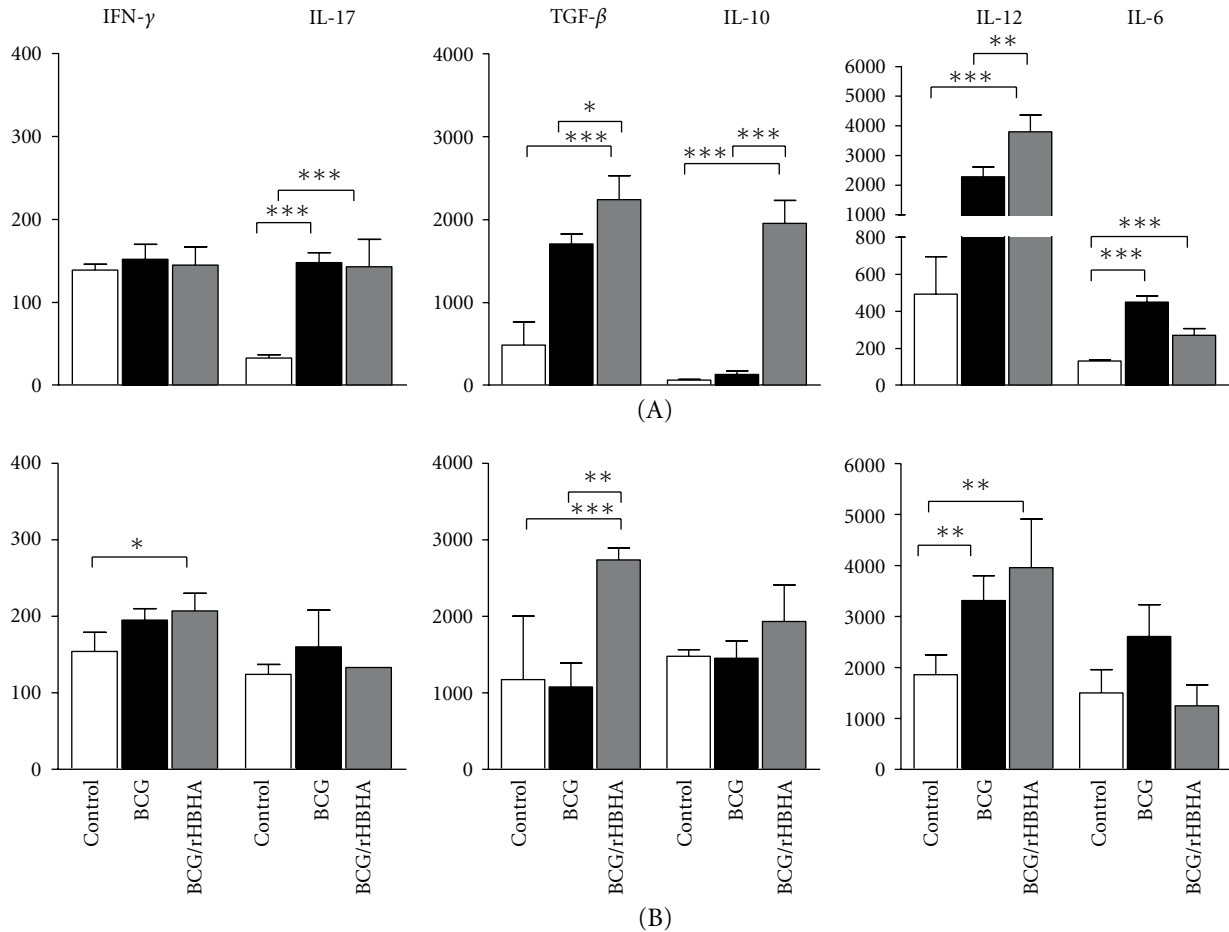 IFN-γ IL-17 TGF-β IL-10 IL-12 IL-6
400
300
200
100
0
***
***
4000
3000
2000
1000
0
*
***
***
***
6000
5000
4000
3000
2000
1000
800
600
400
200
0
**
***
***
***
(A)
400
300
200
100
0
*
4000
3000
2000
1000
0
**
***
6000
5000
4000
3000
2000
1000
0
**
**
Control
BCG
BCG/rHBHA
Control
BCG
BCG/rHBHA
Control
BCG
BCG/rHBHA
Control
BCG
BCG/rHBHA
Control
BCG
BCG/rHBHA
Control
BCG
BCG/rHBHA
(B)